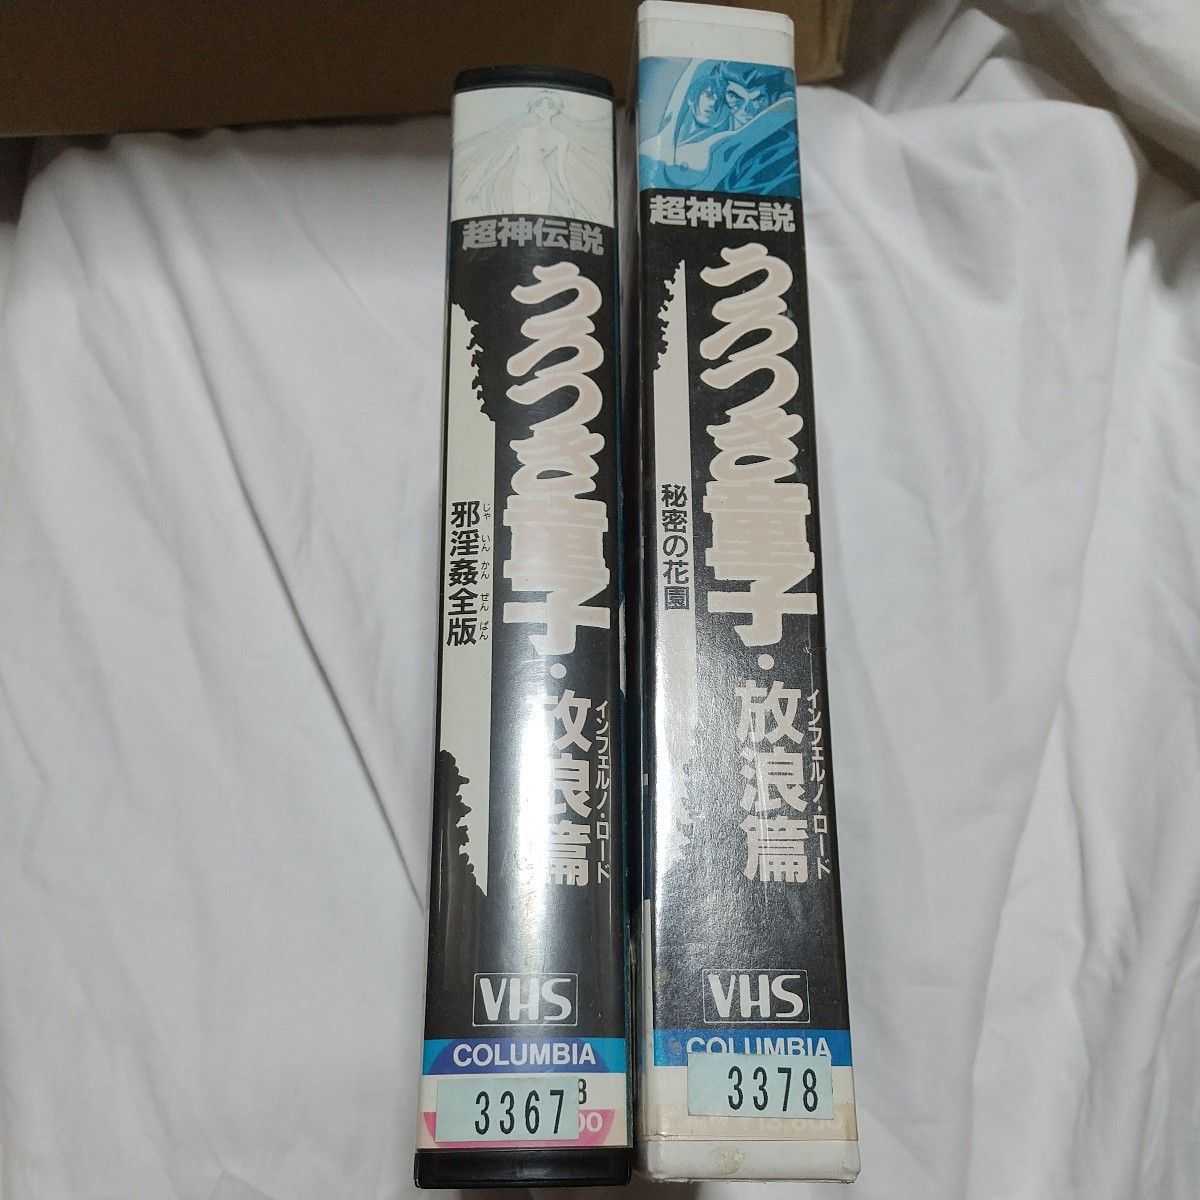 超神伝説
うろつき童子・放浪篇
インフェルノ・ロード
邪淫姦全版
じゃ いん かん ぜん ばん
VHS
COLUMBIA
8
00
3367
超神伝説
うろつき童子・放浪篇
インフェルノ・ロード
秘密の花園
VHS
COLUMBIA
3378